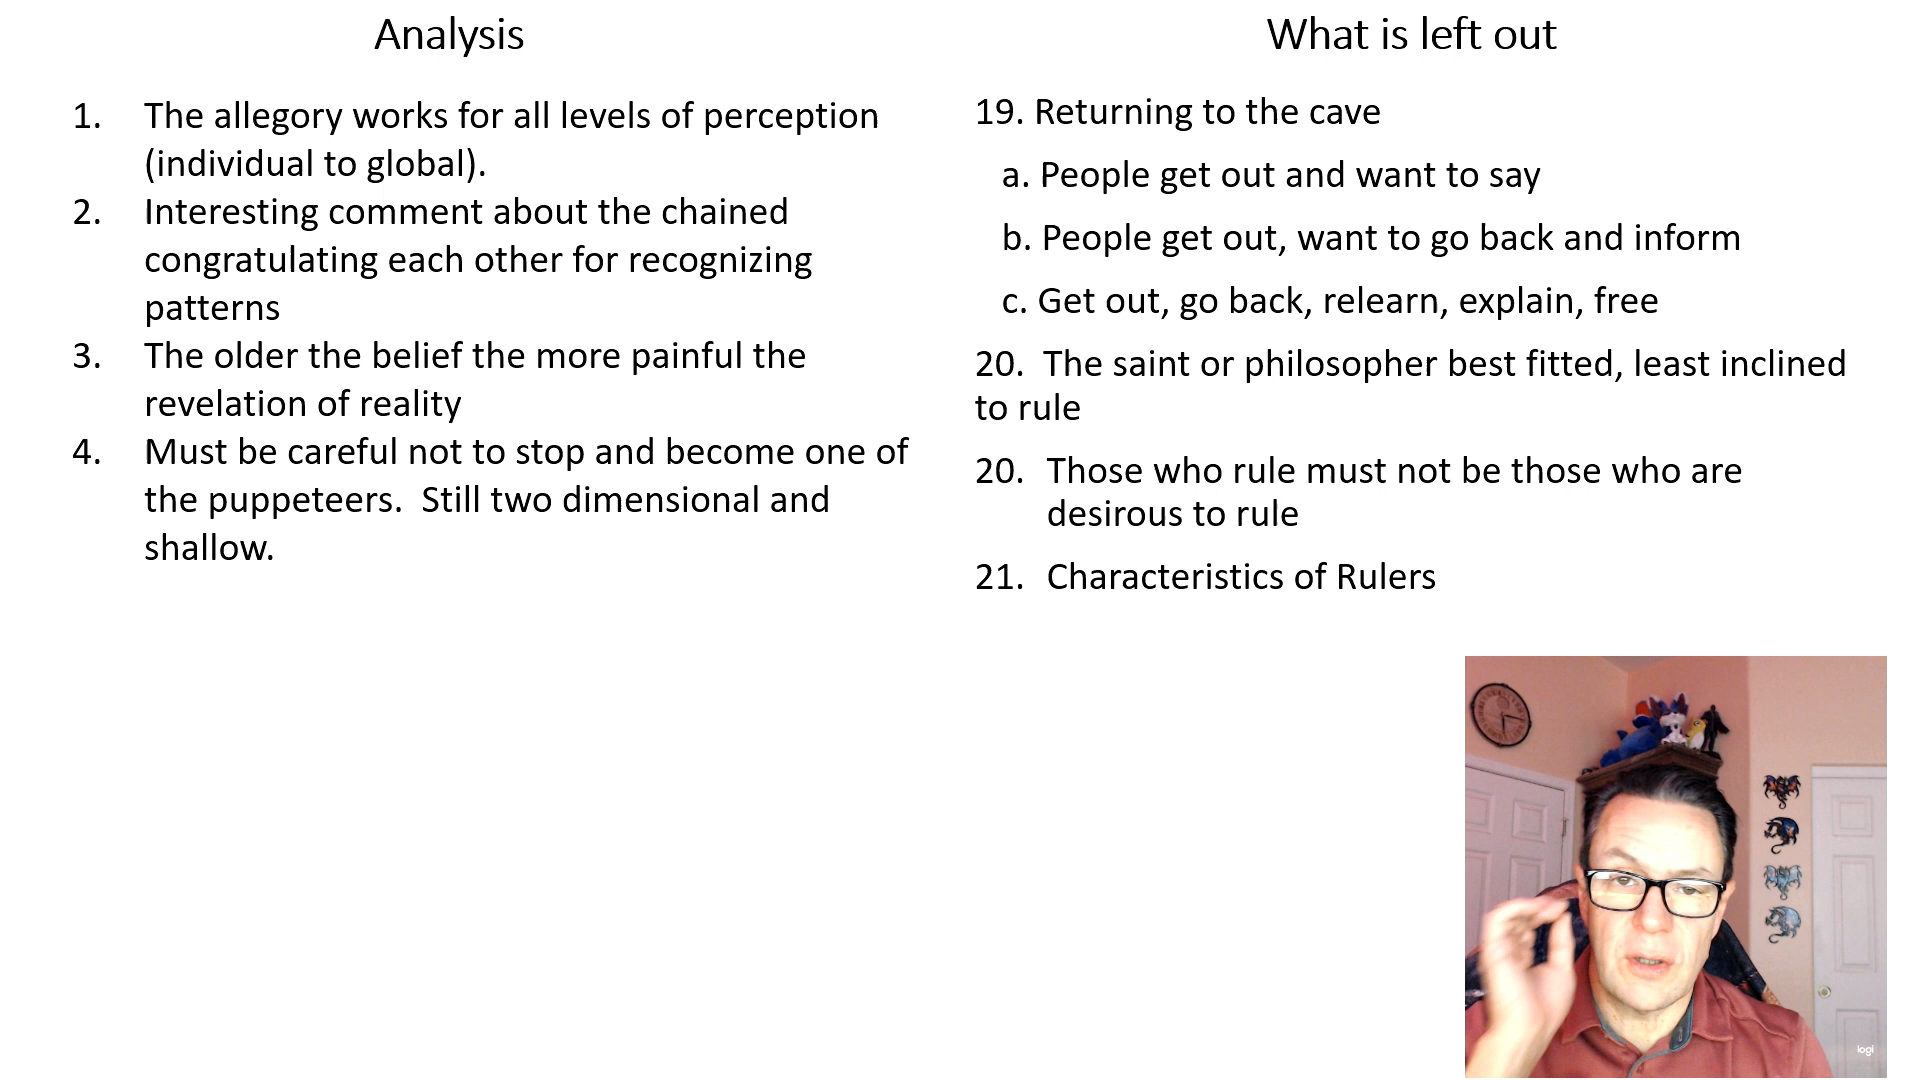 Analysis
1. The allegory works for all levels of perception
(individual to global).
2. Interesting comment about the chained
congratulating each other for recognizing
patterns
3. The older the belief the more painful the
revelation of reality
4. Must be careful not to stop and become one of
the puppeteers.  Still two dimensional and
shallow.
What is left out
19. Returning to the cave
a. People get out and want to say
b. People get out, want to go back and inform
c. Get out, go back, relearn, explain, free
20.  The saint or philosopher best fitted, least inclined
to rule
20. Those who rule must not be those who are
desirous to rule
21. Characteristics of Rulers
logi